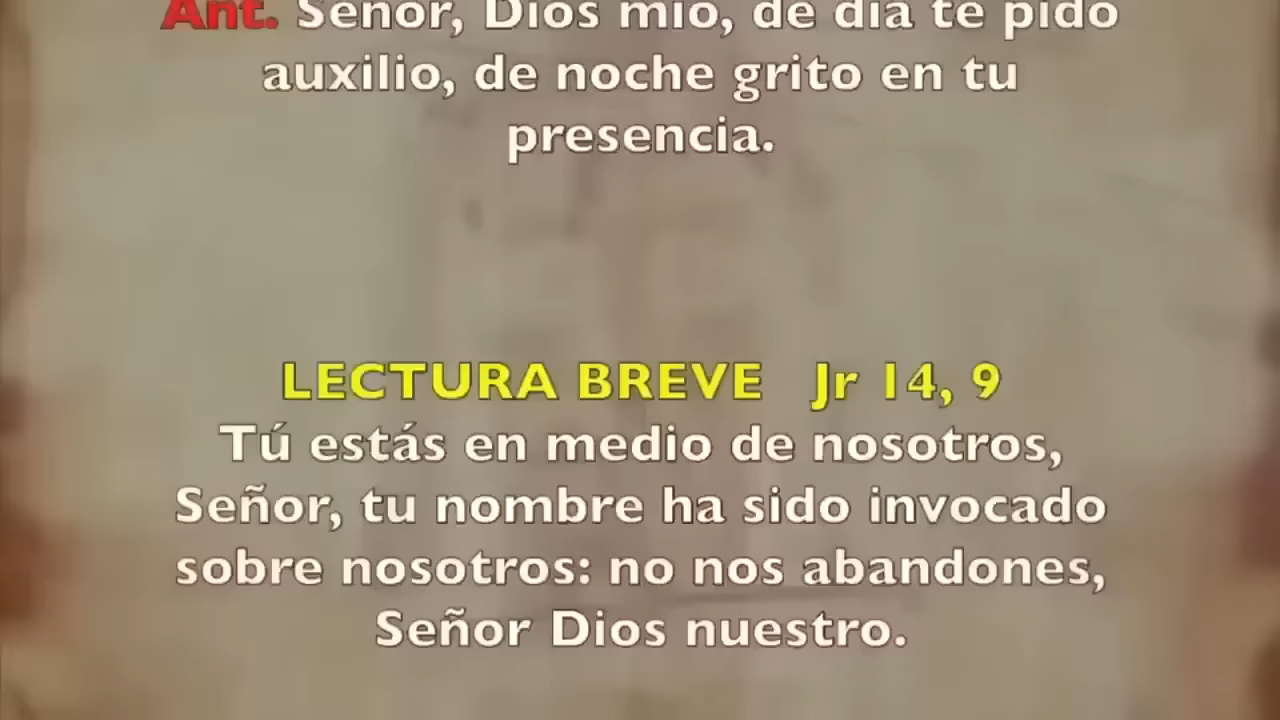 Ant. Señor, Dios mío, de día te pido
auxilio, de noche grito en tu
presencia.
LECTURA BREVE Jr 14, 9
Tú estás en medio de nosotros,
Señor, tu nombre ha sido invocado
sobre nosotros: no nos abandones,
Señor Dios nuestro.